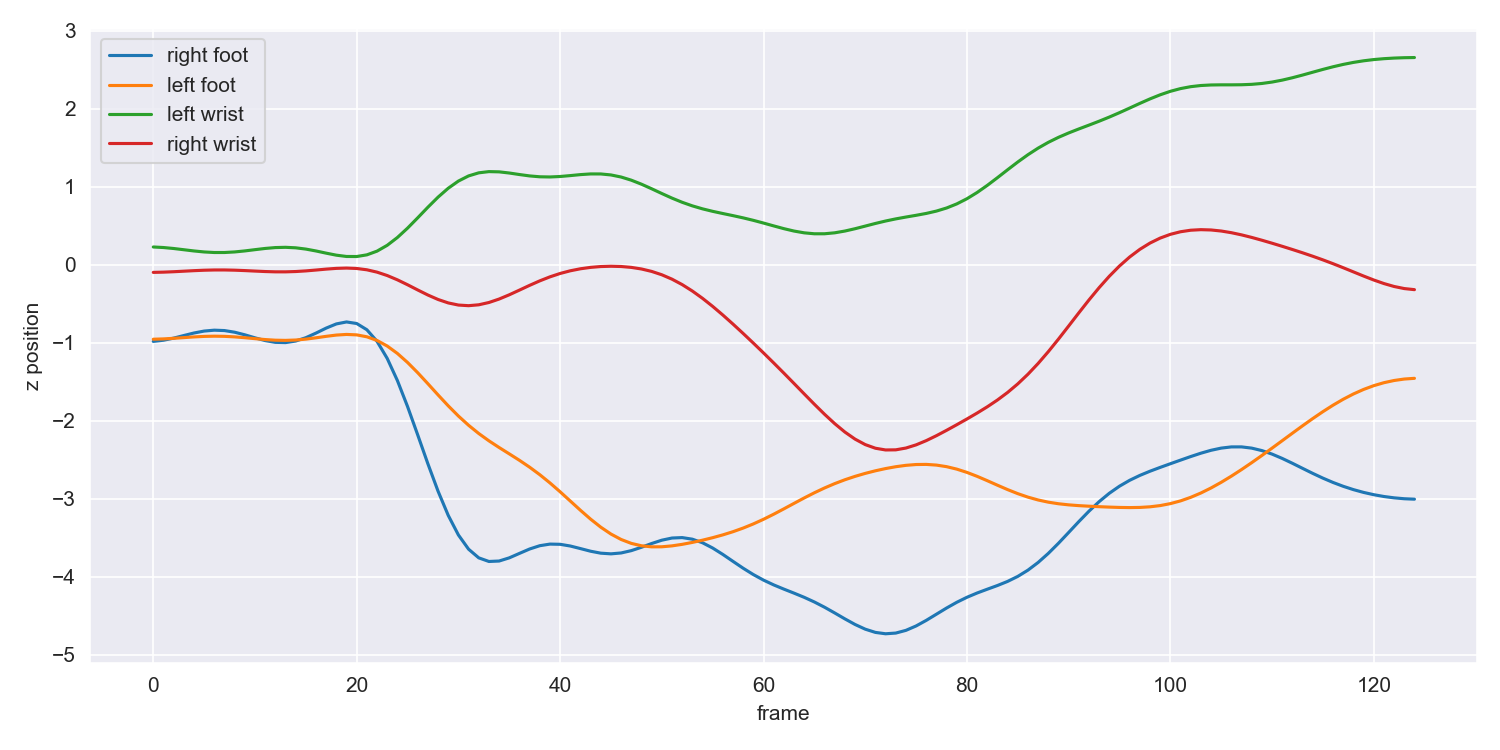 3
2
1
0
−1
−2
−3
−4
−5
z position
right foot
left foot
left wrist
right wrist
0 20 40 60 80 100 120
frame